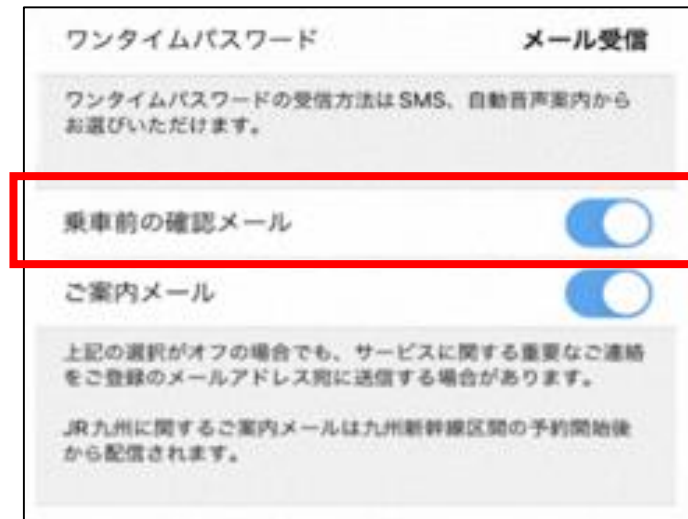 ワンタイムパスワード メール受信
ワンタイムパスワードの受信方法はSMS、自動音声案内から
お選びいただけます。
乗車前の確認メール
ご案内メール
上記の選択がオフの場合でも、サービスに関する重要なご連絡
をご登録のメールアドレス宛に送信する場合があります。
JR九州に関するご案内メールは九州新幹線区間の予約開始後
から配信されます。